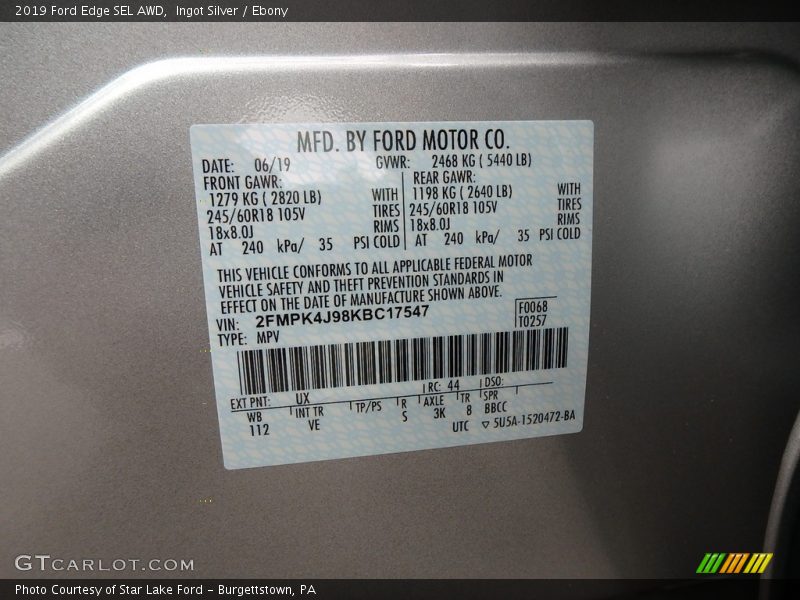 2019 Ford Edge SEL AWD,  Ingot Silver / Ebony
MFD. BY FORD MOTOR CO.
DATE: 06/19 GVWR: 2468 KG ( 5440 LB)
FRONT GAWR: REAR GAWR:
1279 KG ( 2820 LB) WITH 1198 KG ( 2640 LB) WITH
245/60R18 105V TIRES 245/60R18 105V TIRES
18x8.0J RIMS 18x8.0J RIMS
AT 240 kPa/ 35 PSI COLD AT 240 kPa/ 35 PSI COLD
THIS VEHICLE CONFORMS TO ALL APPLICABLE FEDERAL MOTOR
VEHICLE SAFETY AND THEFT PREVENTION STANDARDS IN
EFFECT ON THE DATE OF MANUFACTURE SHOWN ABOVE.
VIN: 2FMPK4J98KBC17547 F0068
TYPE: MPV T0257
EXT PNT: UX RC: 44 DSO:
WB INT TR TP/PS R AXLE TR SPR
112 VE S 3K 8 BBCC
UTC ▽ 5U5A-1520472-BA
GTCARLOT.COM
Photo Courtesy of Star Lake Ford – Burgettstown, PA